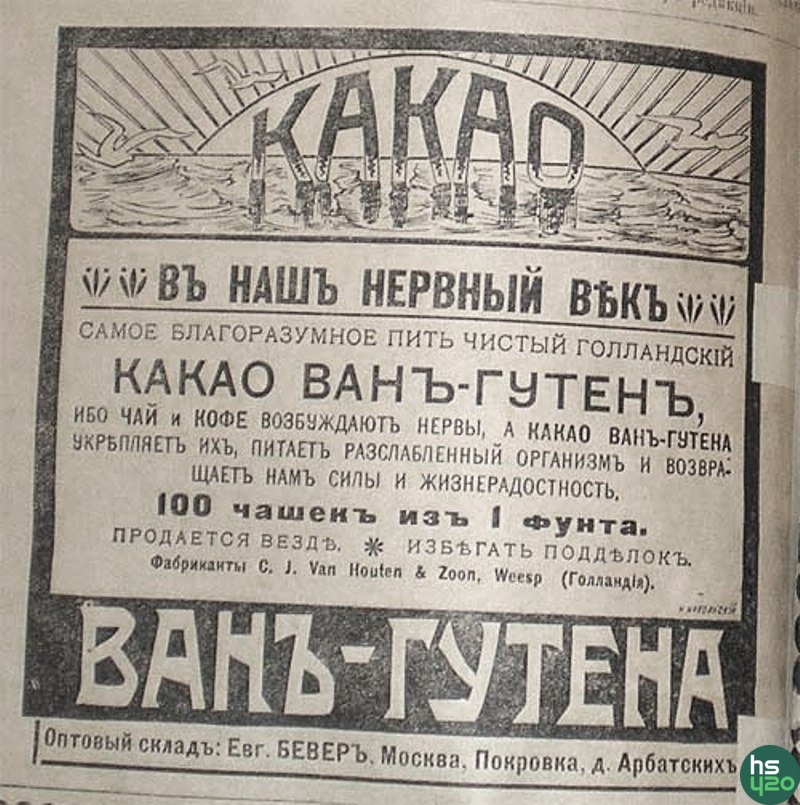 редакціи.
КАКАО
ВЪ НАШЪ НЕРВНЫЙ ВѢКЪ
САМОЕ БЛАГОРАЗУМНОЕ ПИТЬ ЧИСТЫЙ ГОЛЛАНДСКІЙ
КАКАО ВАНЪ-ГУТЕНЪ,
ИБО ЧАЙ И КОФЕ ВОЗБУЖДАЮТЪ НЕРВЫ, А КАКАО ВАНЪ-ГУТЕНА
УКРѢПЛЯЕТЪ ИХЪ, ПИТАЕТЪ РАЗСЛАБЛЕННЫЙ ОРГАНИЗМЪ И ВОЗВРА-
ЩАЕТЪ НАМЪ СИЛЫ И ЖИЗНЕРАДОСТНОСТЬ.
100 чашекъ изъ 1 фунта.
ПРОДАЕТСЯ ВЕЗДѢ. * ИЗБѢГАТЬ ПОДДѢЛОКЪ.
Фабриканты C. J. Van Houten & Zoon, Weesp (Голландія).
ВАНЪ-ГУТЕНА
Оптовый складъ: Евг. БЕВЕРЪ, Москва, Покровка, д. Арбатскихъ
hs
420